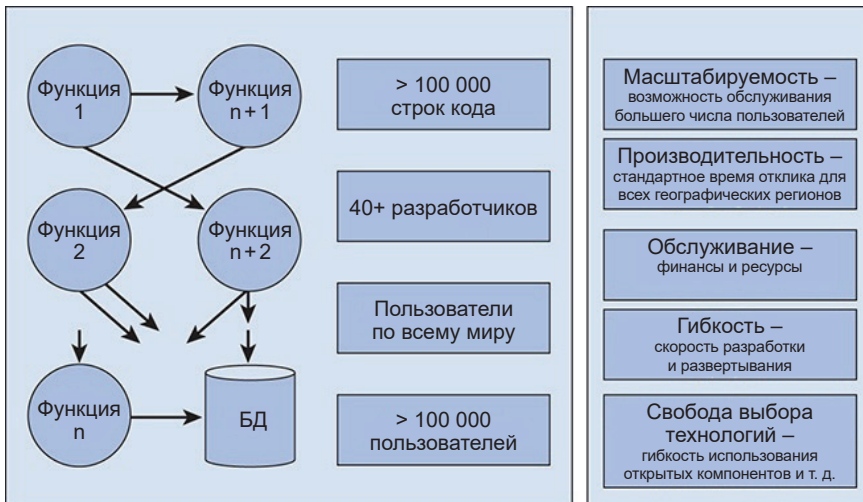 Функция
1
Функция
n + 1
Функция
2
Функция
n + 2
Функция
n
БД
> 100 000
строк кода
40+ разработчиков
Пользователи
по всему миру
> 100 000
пользователей
Масштабируемость –
возможность обслуживания
большего числа пользователей
Производительность –
стандартное время отклика для
всех географических регионов
Обслуживание –
финансы и ресурсы
Гибкость –
скорость разработки
и развертывания
Свобода выбора
технологий –
гибкость использования
открытых компонентов и т. д.